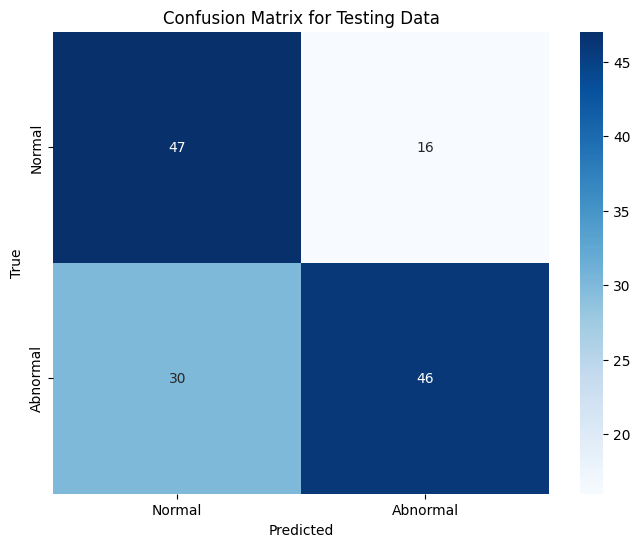 Confusion Matrix for Testing Data
True
Normal
47
16
Abnormal
30
46
Normal
Abnormal
Predicted
45
40
35
30
25
20